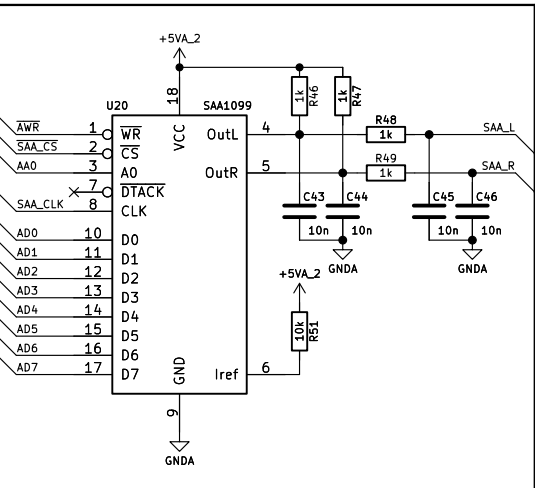 +5VA_2
U20
SAA1099
18
VCC
1k
R46
1k
R47
AWR
1
WR
SAA_CS
2
CS
AA0
3
A0
7
DTACK
SAA_CLK
8
CLK
AD0
10
D0
AD1
11
D1
AD2
12
D2
AD3
13
D3
AD4
14
D4
AD5
15
D5
AD6
16
D6
AD7
17
D7
OutL
4
R48
1k
SAA_L
OutR
5
R49
1k
SAA_R
C43
10n
C44
10n
C45
10n
C46
10n
GNDA
GNDA
+5VA_2
10k
R51
Iref
6
GND
9
GNDA